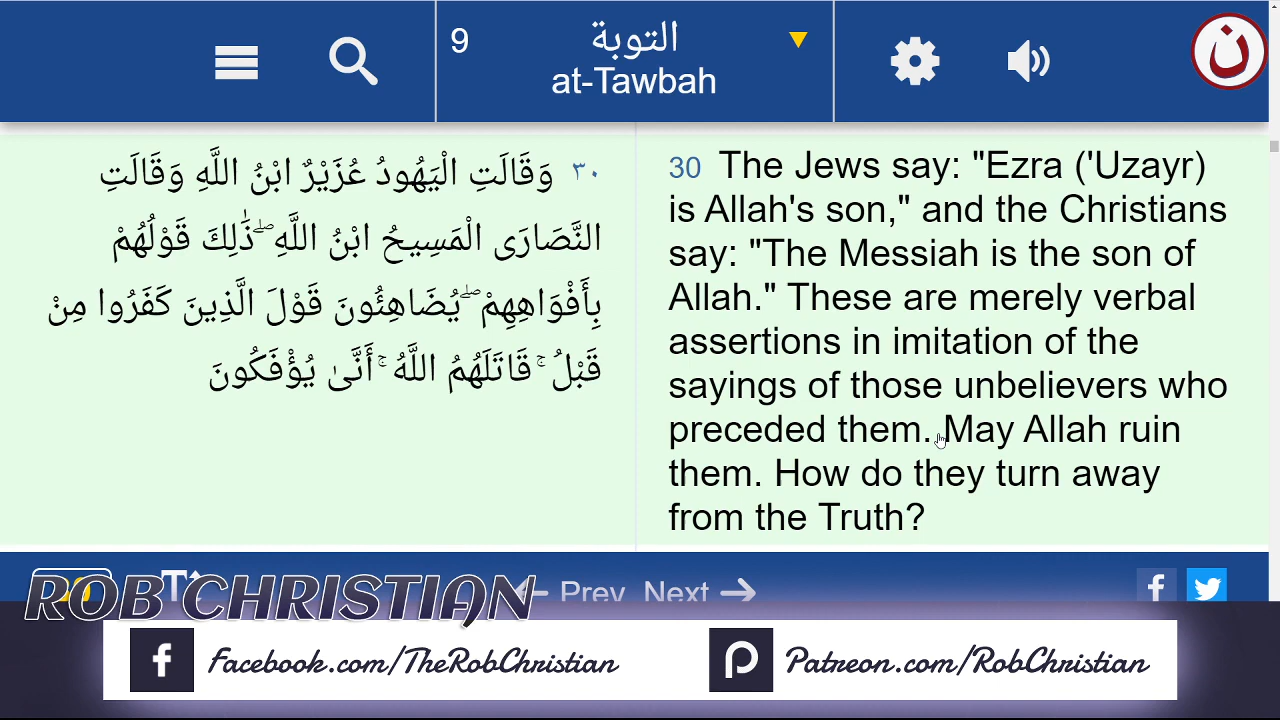 9
التوبة
at-Tawbah
ن
٣٠ وَقَالَتِ الْيَهُودُ عُزَيْرٌ ابْنُ اللَّهِ وَقَالَتِ
النَّصَارَى الْمَسِيحُ ابْنُ اللَّهِ ۖ ذَٰلِكَ قَوْلُهُمْ
بِأَفْوَاهِهِمْ ۖ يُضَاهِئُونَ قَوْلَ الَّذِينَ كَفَرُوا مِنْ
قَبْلُ ۚ قَاتَلَهُمُ اللَّهُ ۚ أَنَّىٰ يُؤْفَكُونَ
30 The Jews say: "Ezra ('Uzayr)
is Allah's son," and the Christians
say: "The Messiah is the son of
Allah." These are merely verbal
assertions in imitation of the
sayings of those unbelievers who
preceded them. May Allah ruin
them. How do they turn away
from the Truth?
Prev Next
ROB CHRISTIAN
Facebook.com/TheRobChristian
Patreon.com/RobChristian